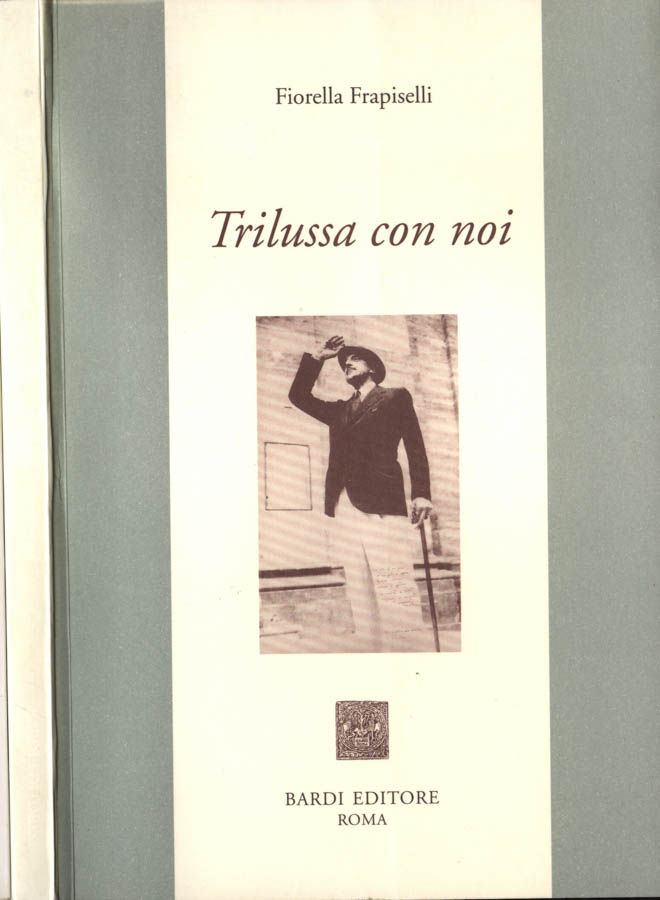 Fiorella Frapiselli
Trilussa con noi
BARDI EDITORE
ROMA